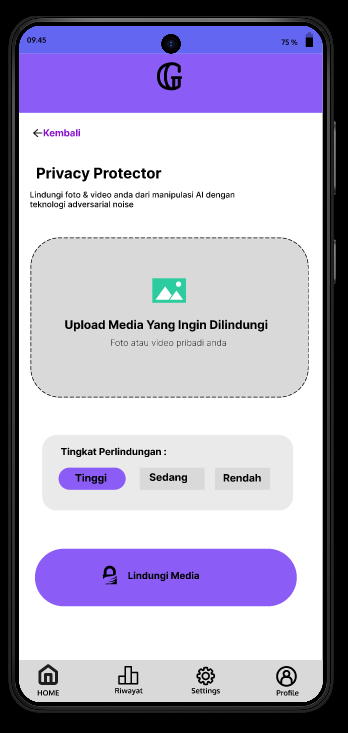 09.45
75 %
G
Kembali
Privacy Protector
Lindungi foto & video anda dari manipulasi AI dengan
teknologi adversarial noise
Upload Media Yang Ingin Dilindungi
Foto atau video pribadi anda
Tingkat Perlindungan :
Tinggi Sedang Rendah
Lindungi Media
HOME Riwayat Settings Profile